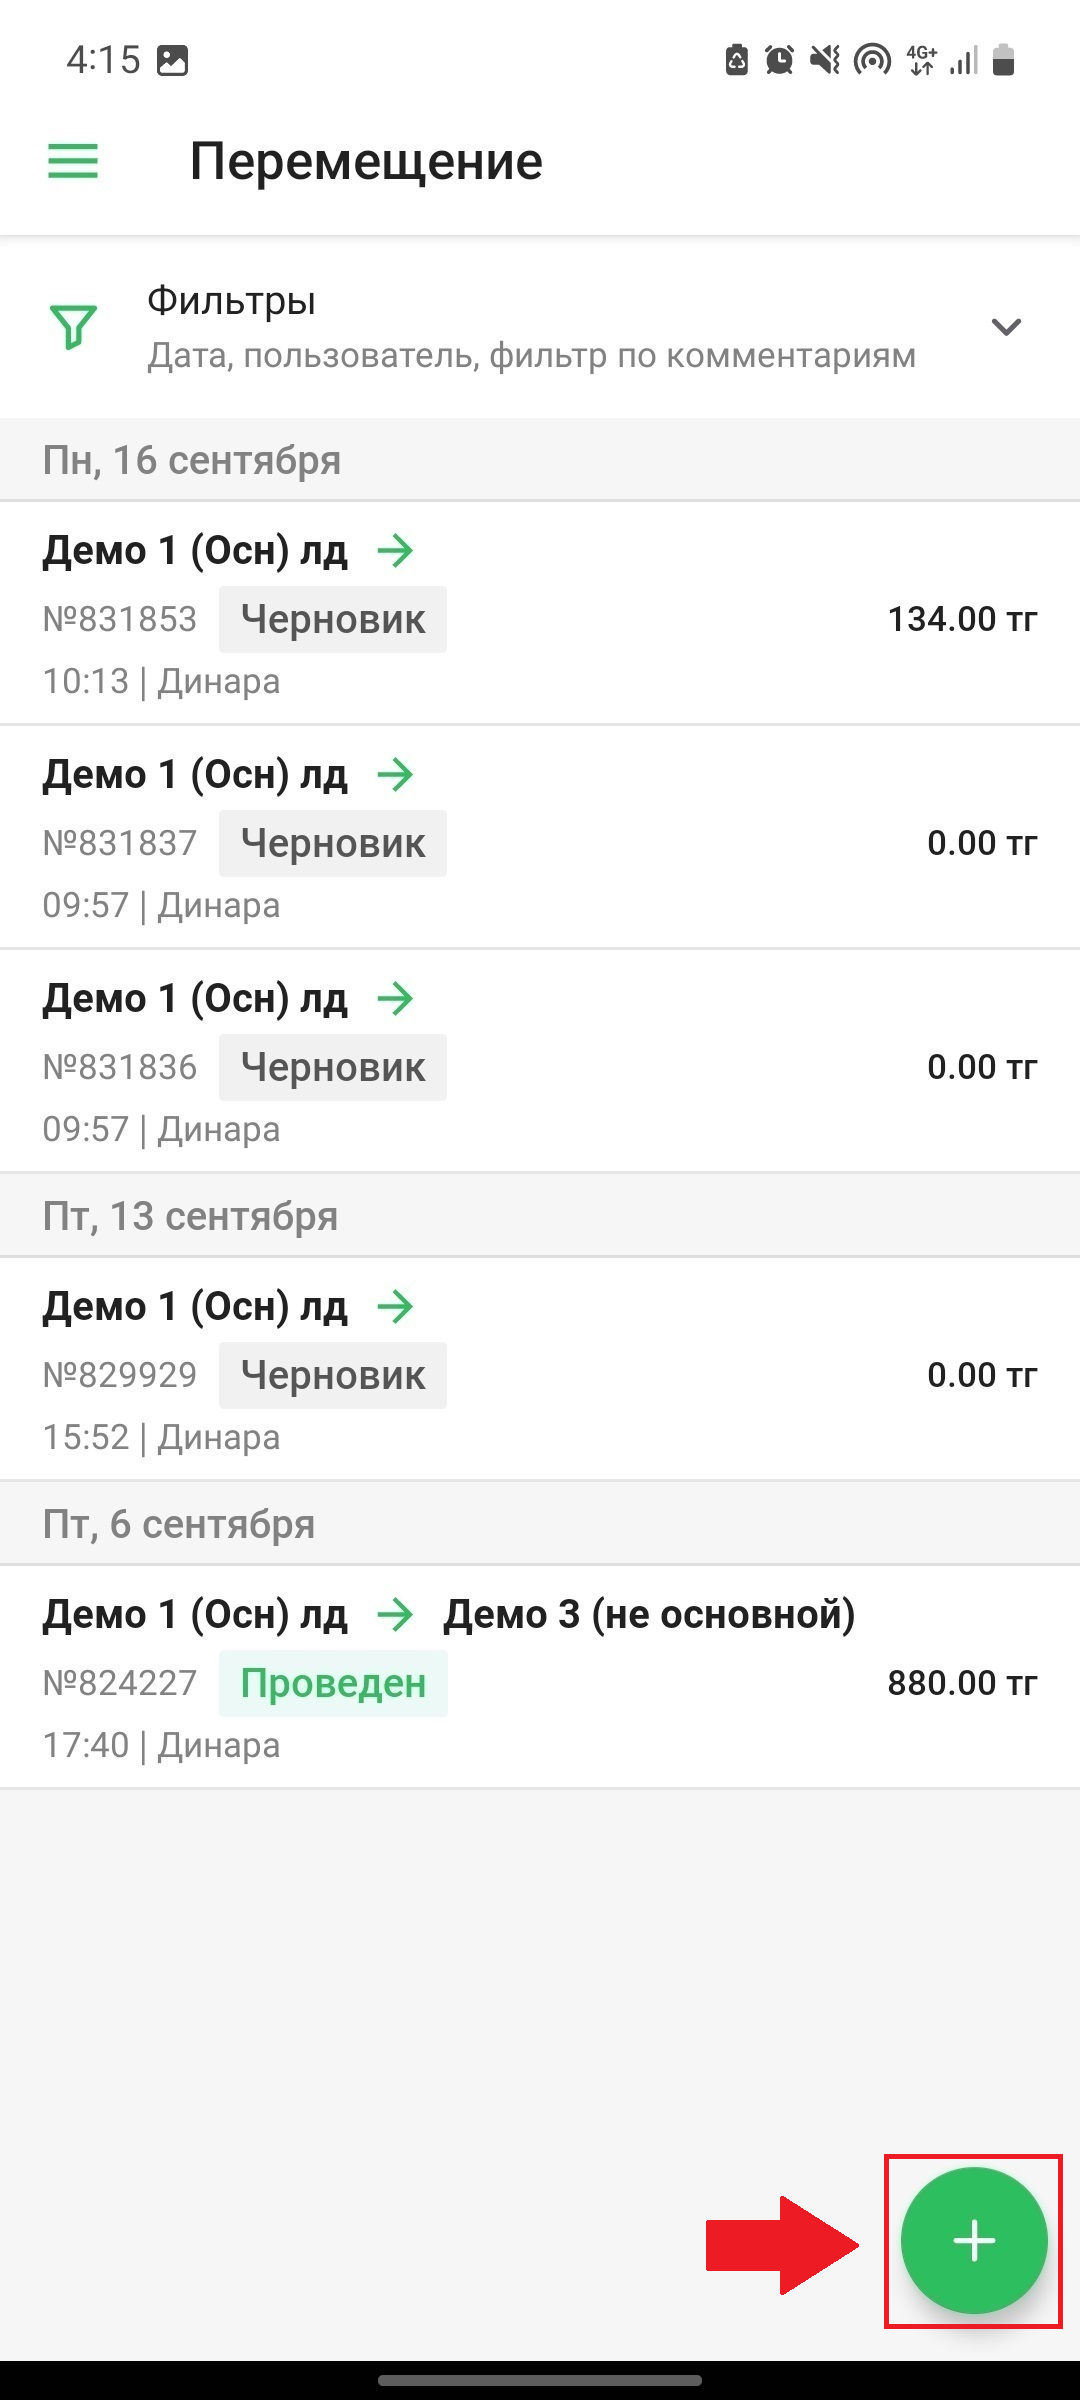 4:15
4G+
Перемещение
Фильтры
Дата, пользователь, фильтр по комментариям
Пн, 16 сентября
Демо 1 (Осн) лд →
№831853 Черновик 134.00 тг
10:13 | Динара
Демо 1 (Осн) лд →
№831837 Черновик 0.00 тг
09:57 | Динара
Демо 1 (Осн) лд →
№831836 Черновик 0.00 тг
09:57 | Динара
Пт, 13 сентября
Демо 1 (Осн) лд →
№829929 Черновик 0.00 тг
15:52 | Динара
Пт, 6 сентября
Демо 1 (Осн) лд → Демо 3 (не основной)
№824227 Проведен 880.00 тг
17:40 | Динара